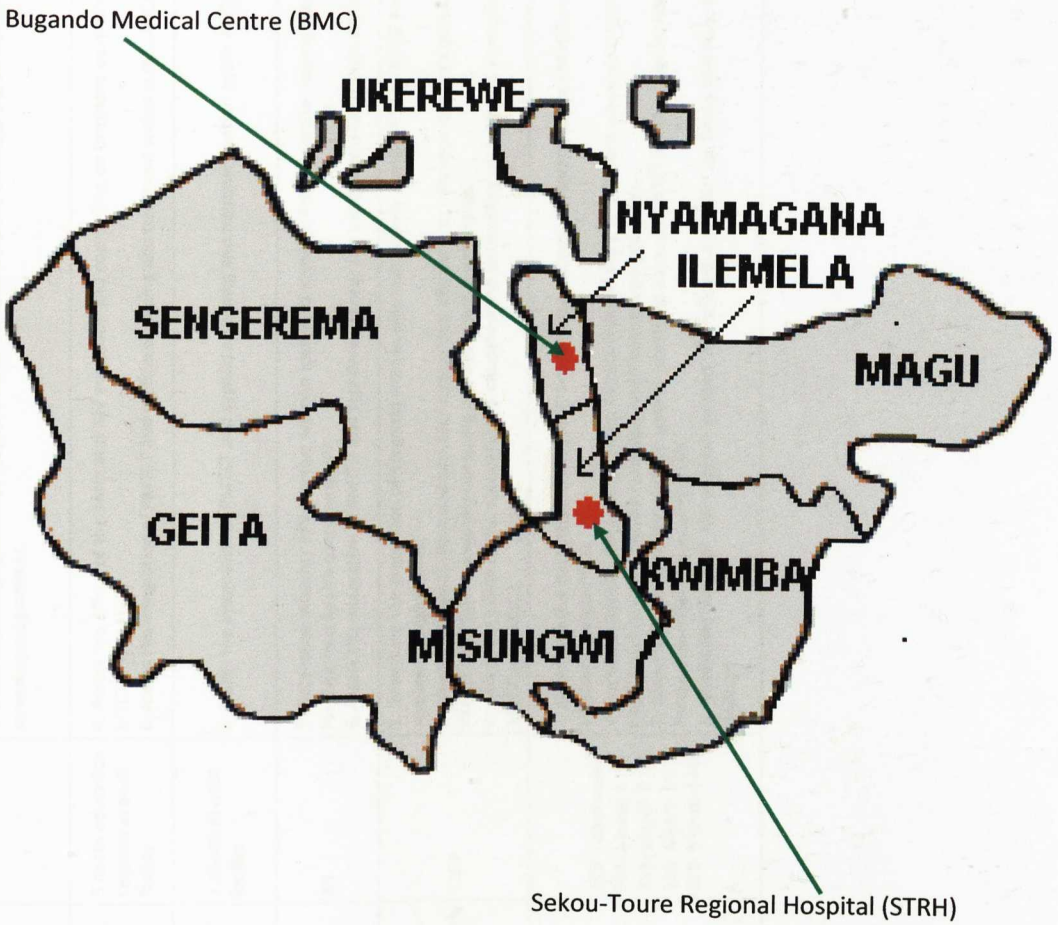 Bugando Medical Centre (BMC)
UKEREWE
NYAMAGANA
ILEMELA
SENGEREMA
MAGU
GEITA
KWIMBA
MISUNGWI
Sekou-Toure Regional Hospital (STRH)